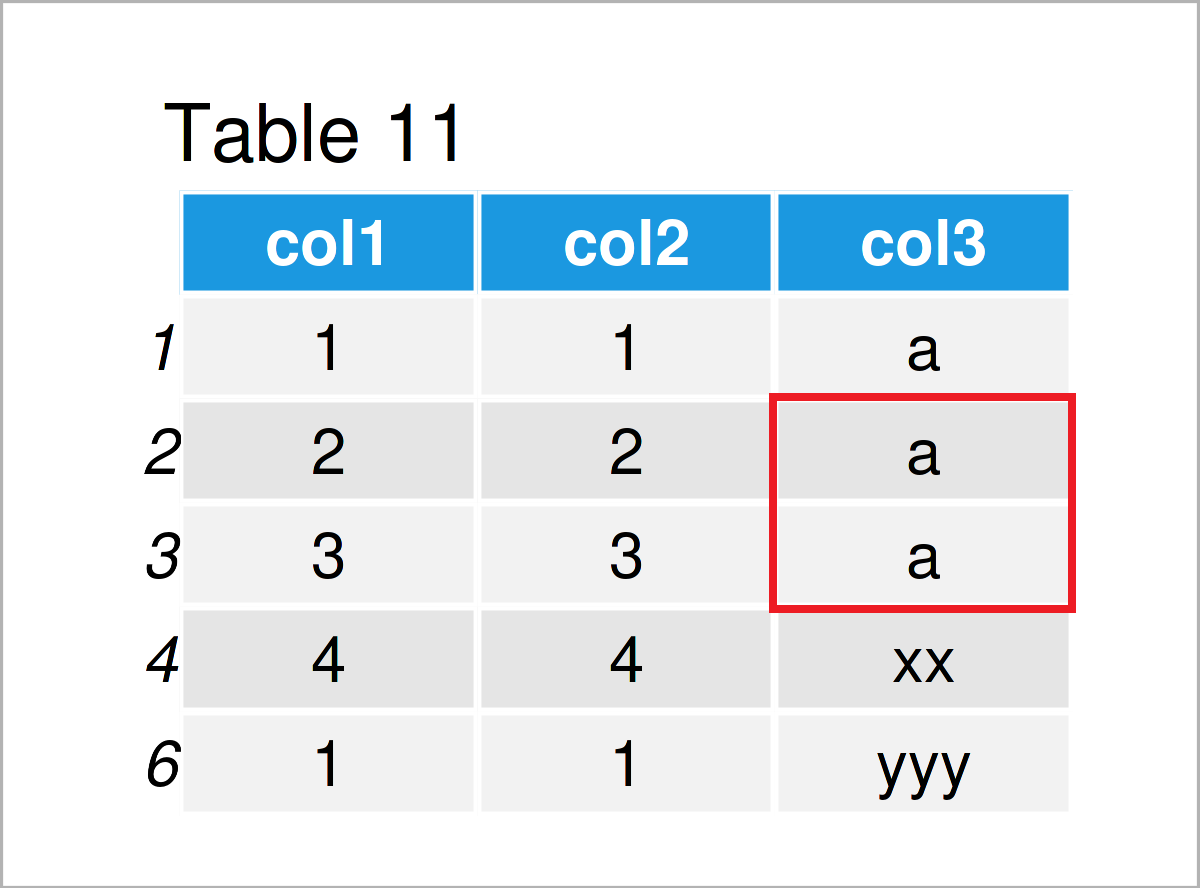 Table 11
col1 col2 col3
1 1 1 a
2 2 2 a
3 3 3 a
4 4 4 xx
6 1 1 yyy